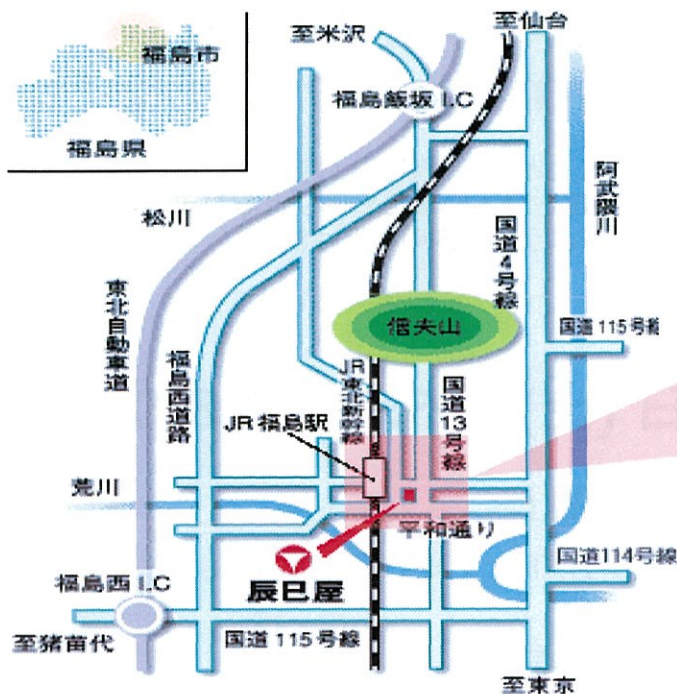 福島市
福島県
至米沢
至仙台
福島飯坂I.C
阿武隈川
松川
国道4号線
東北自動車道
信夫山
国道115号線
福島西道路
JR東北新幹線
国道13号線
JR福島駅
荒川
平和通り
辰巳屋
国道114号線
福島西I.C
至猪苗代
国道115号線
至東京